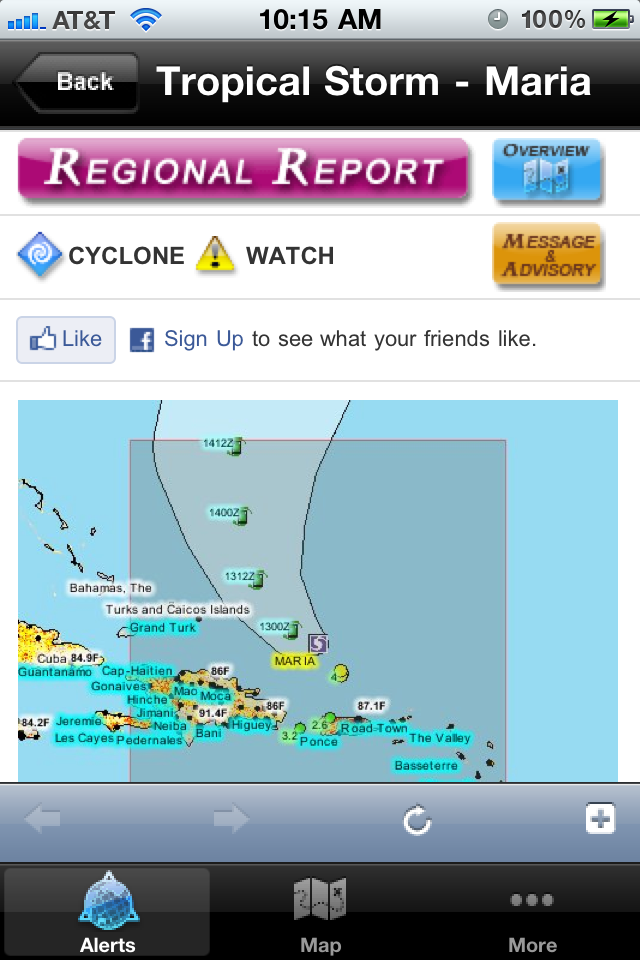 AT&T 10:15 AM 100%
Back Tropical Storm - Maria
REGIONAL REPORT OVERVIEW
CYCLONE WATCH MESSAGE & ADVISORY
Like Sign Up to see what your friends like.
1412Z
1400Z
1312Z
Bahamas, The
Turks and Caicos Islands
Grand Turk 1300Z S
Cuba 84.9F MARIA
Guantanamo Cap-Haitien 86F 4
Gonaives Mao Moca
Hinche 86F 87.1F
84.2F Jeremie Jimani 91.4F 2.6
Neiba Higuey Road-Town
Les Cayes Pedernales Bani 3.2 Ponce The Valley
Basseterre
Alerts Map More